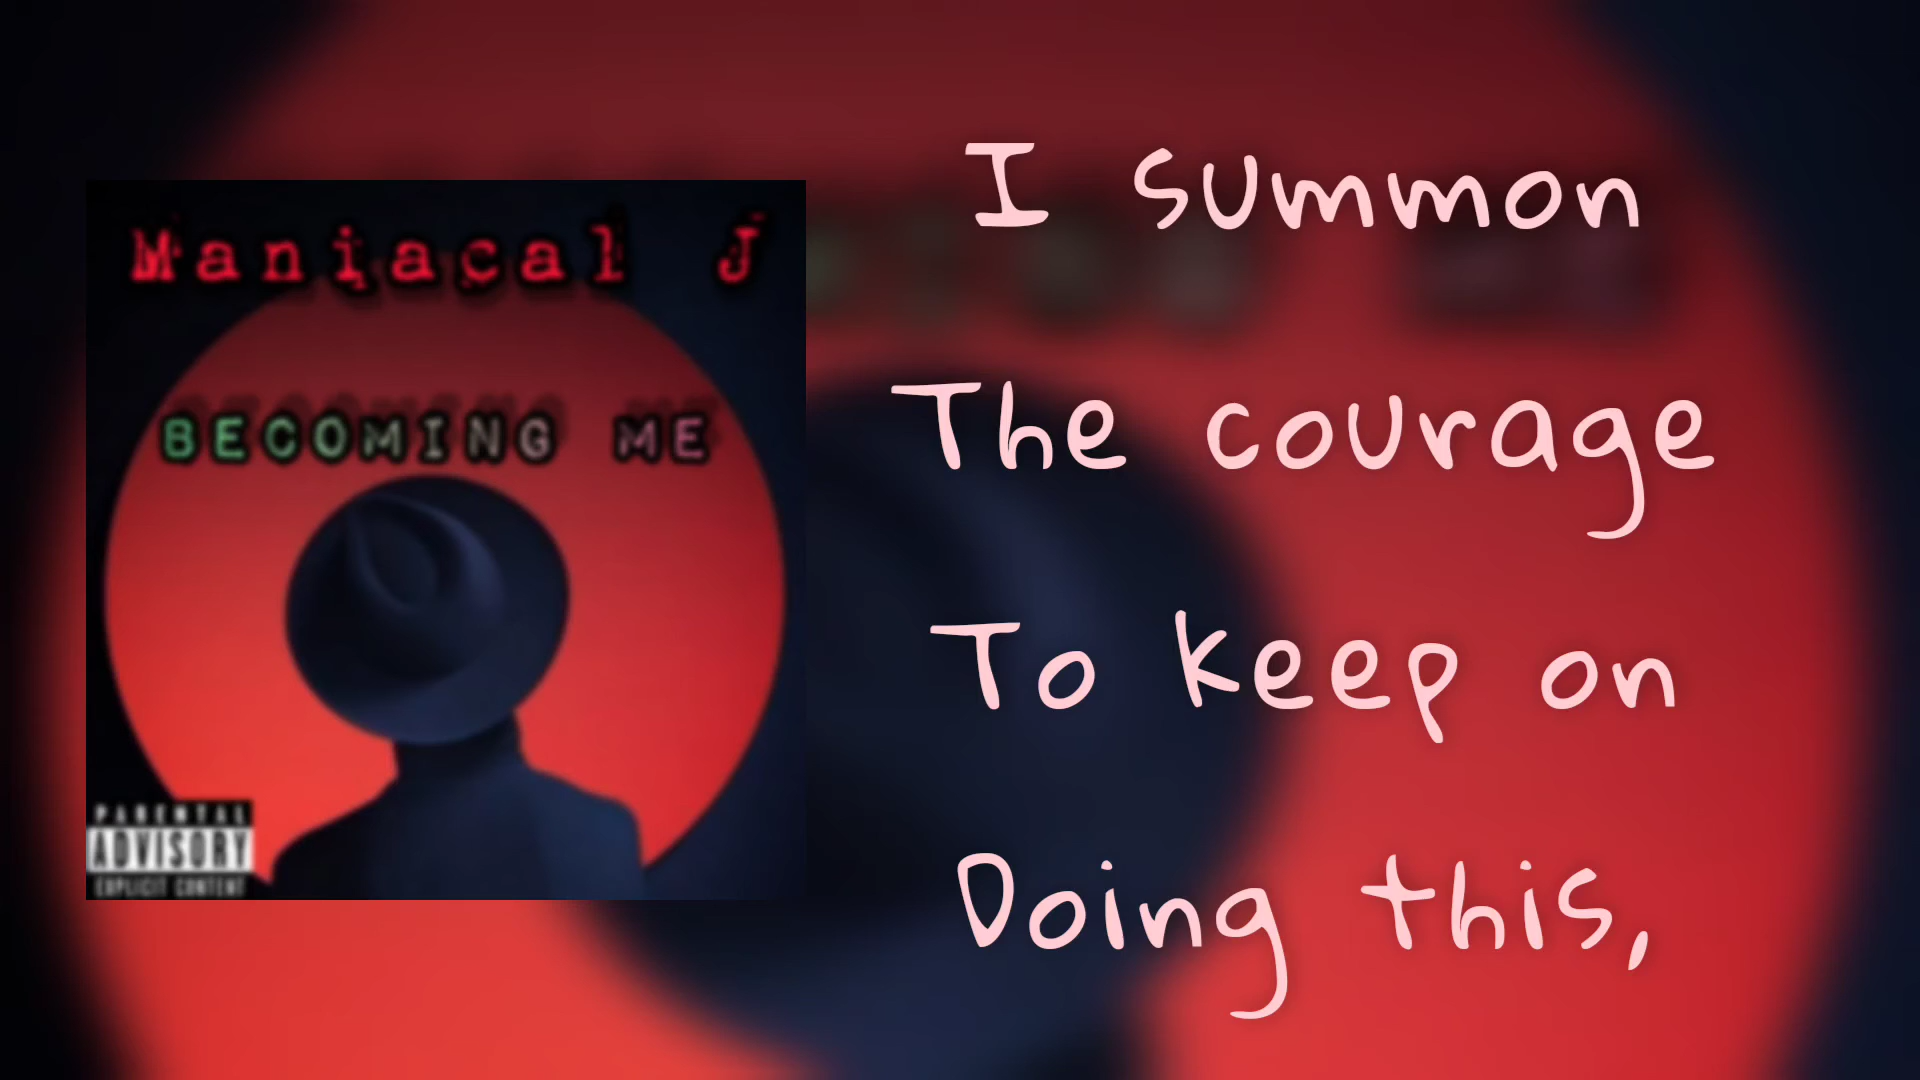 Maniacal J
BECOMING ME
PARENTAL
ADVISORY
EXPLICIT CONTENT
I summon
The courage
To keep on
Doing this,